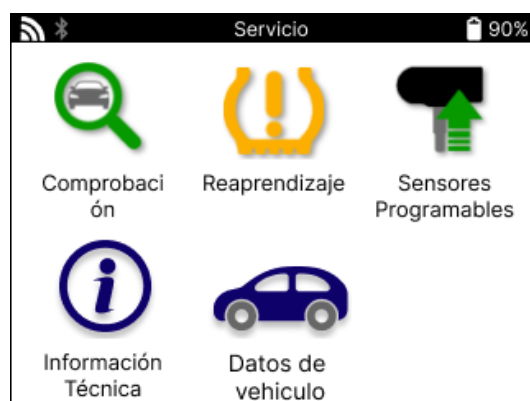 Servicio
90%
Comprobaci
ón
Reaprendizaje
Sensores
Programables
Información
Técnica
Datos de
vehiculo